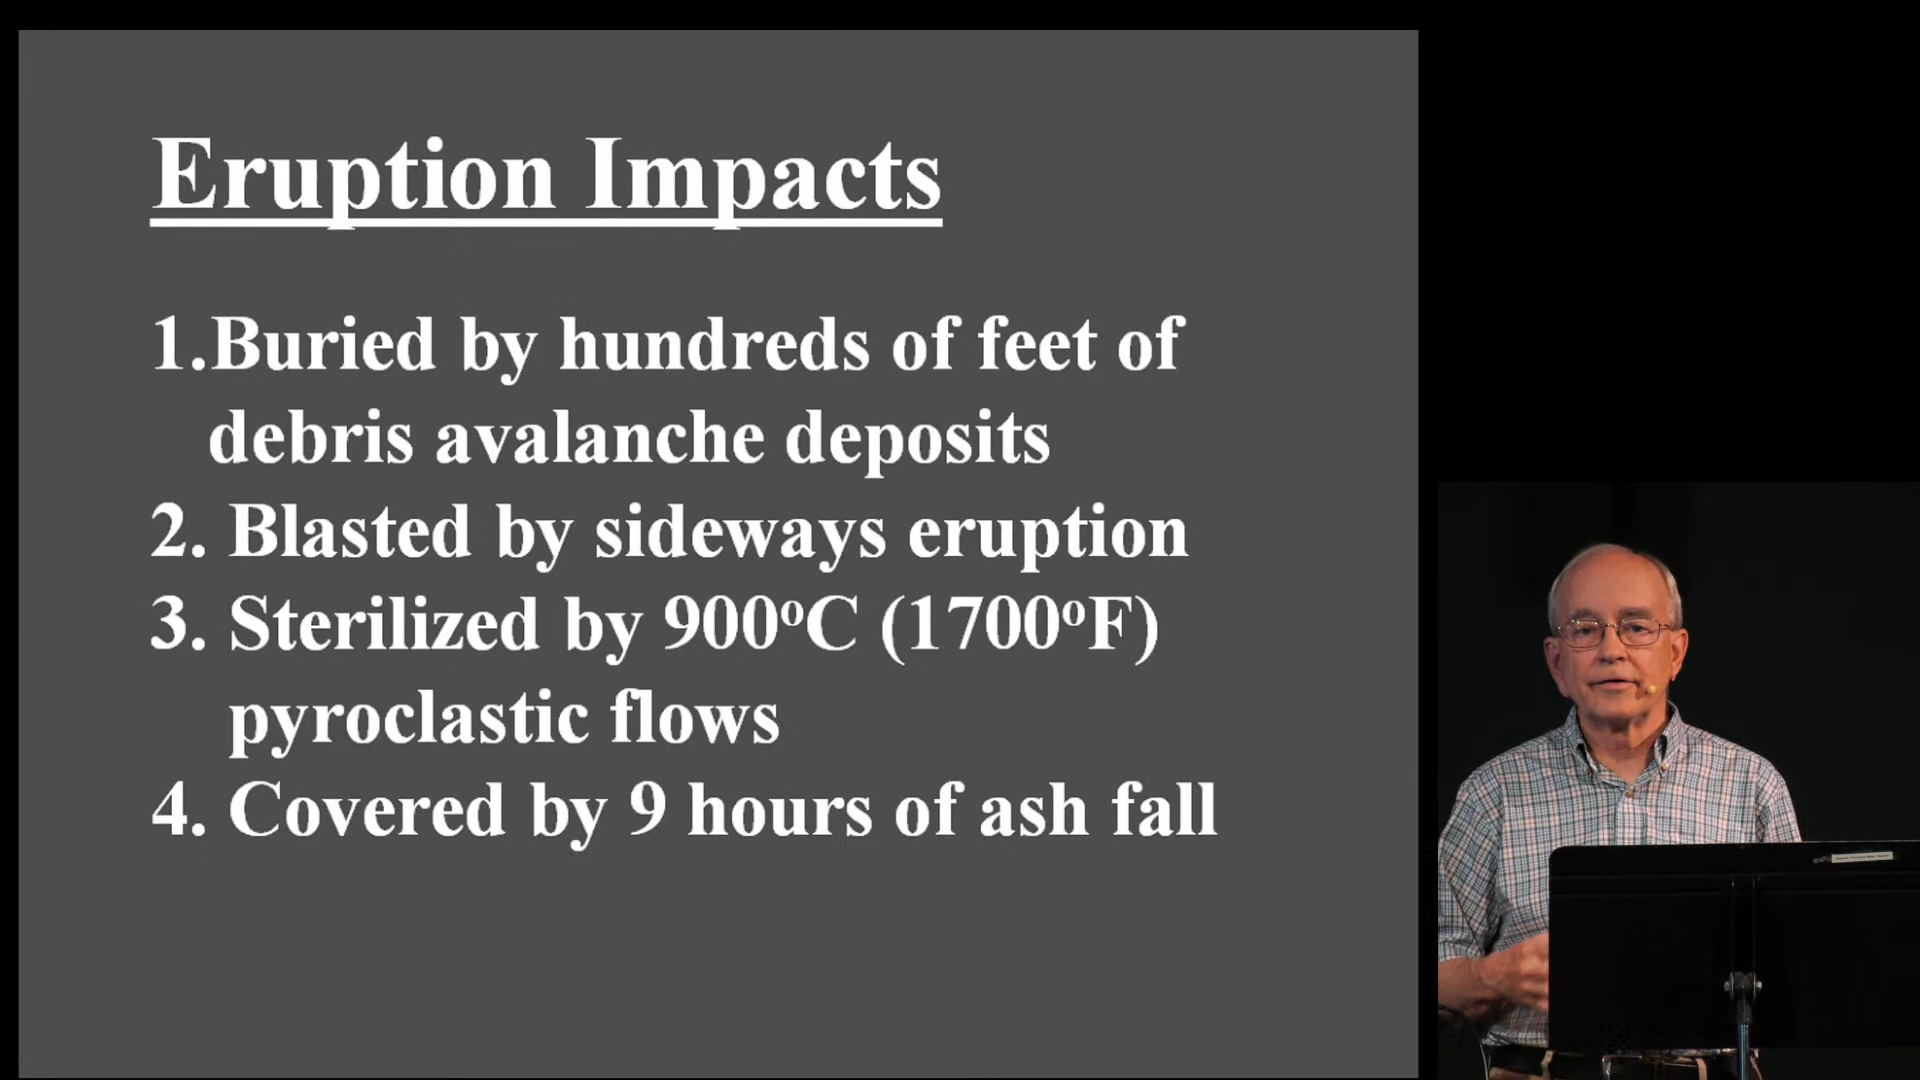 Eruption Impacts
1.Buried by hundreds of feet of
debris avalanche deposits
2. Blasted by sideways eruption
3. Sterilized by 900ºC (1700ºF)
pyroclastic flows
4. Covered by 9 hours of ash fall